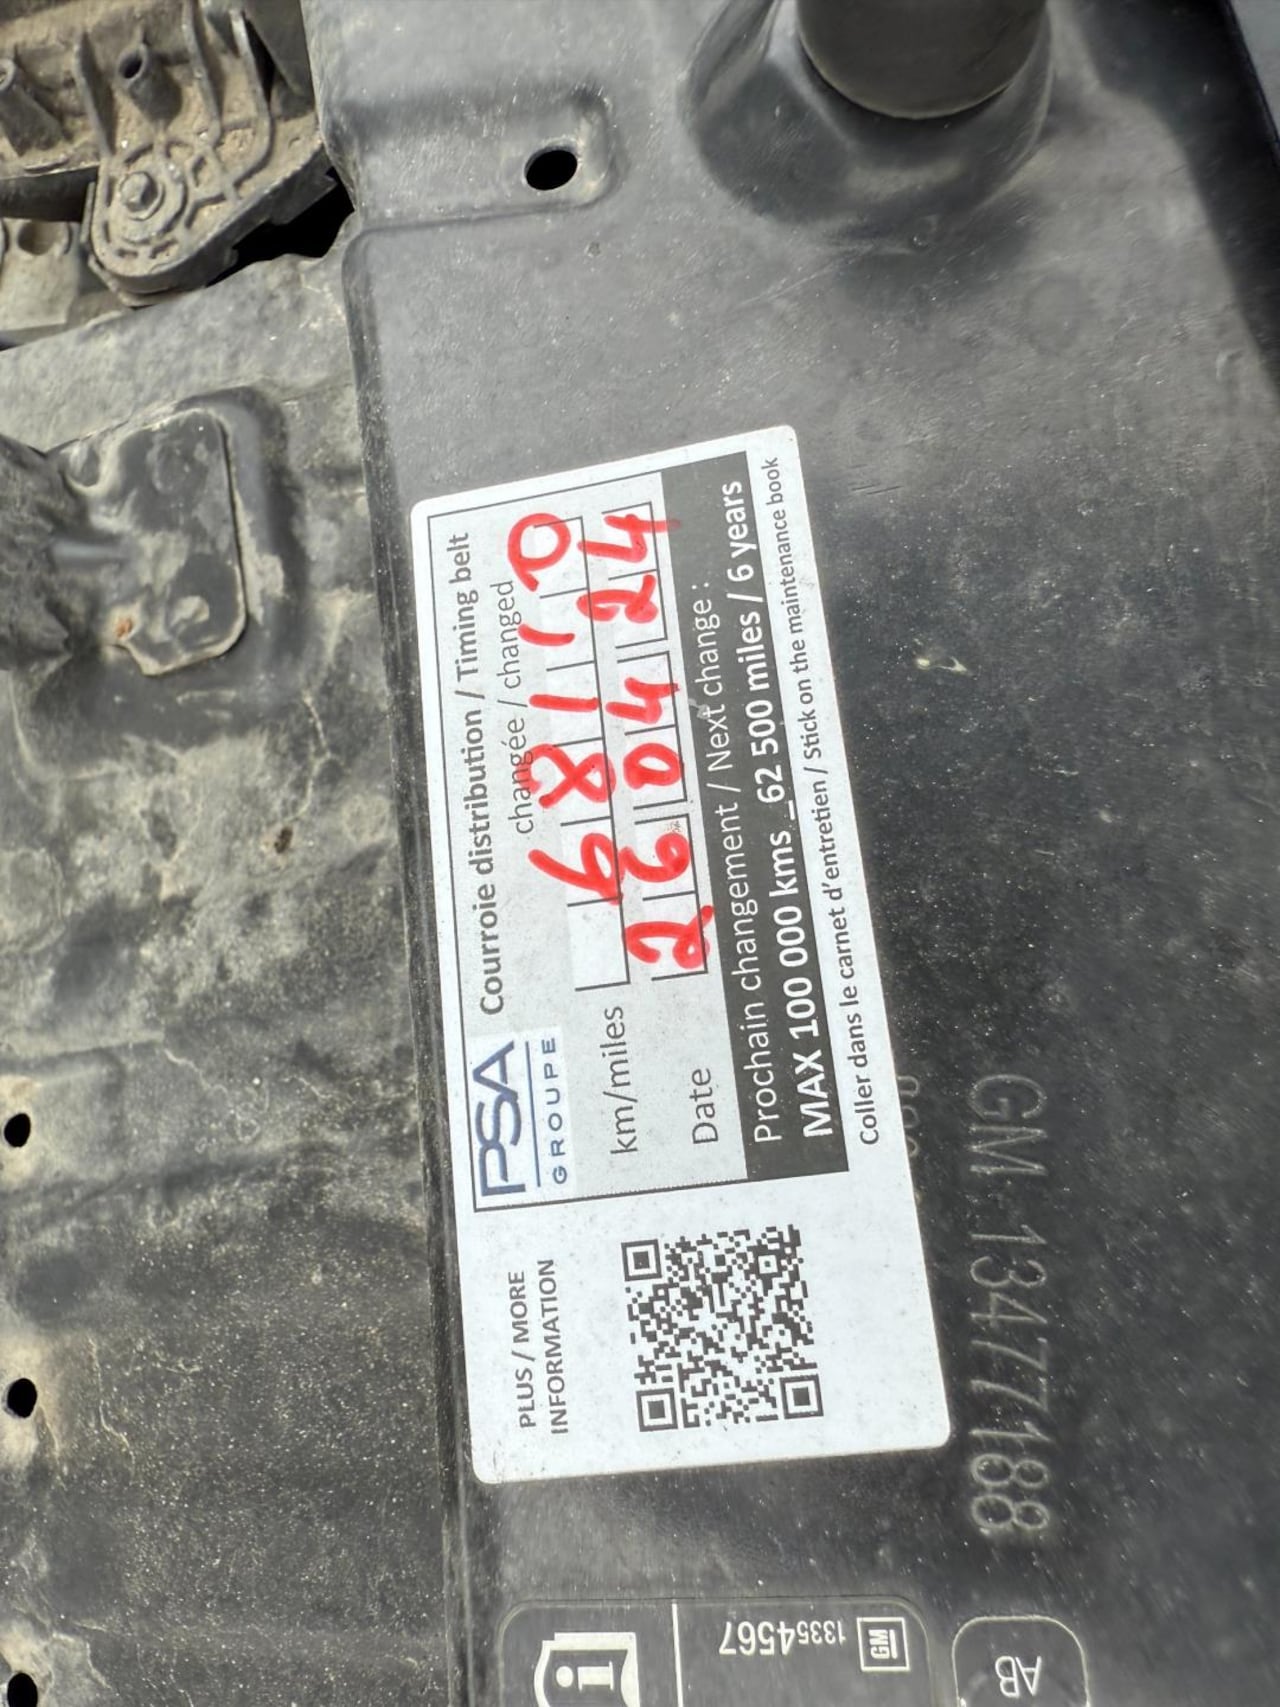 PLUS / MORE
INFORMATION
PSA
GROUPE
Courroie distribution / Timing belt
changée / changed
km/miles 68110
Date 26 04 24
Prochain changement / Next change :
MAX 100 000 kms _62 500 miles / 6 years
Coller dans le carnet d'entretien / Stick on the maintenance book
GM 13477188
13354567
GM
AB